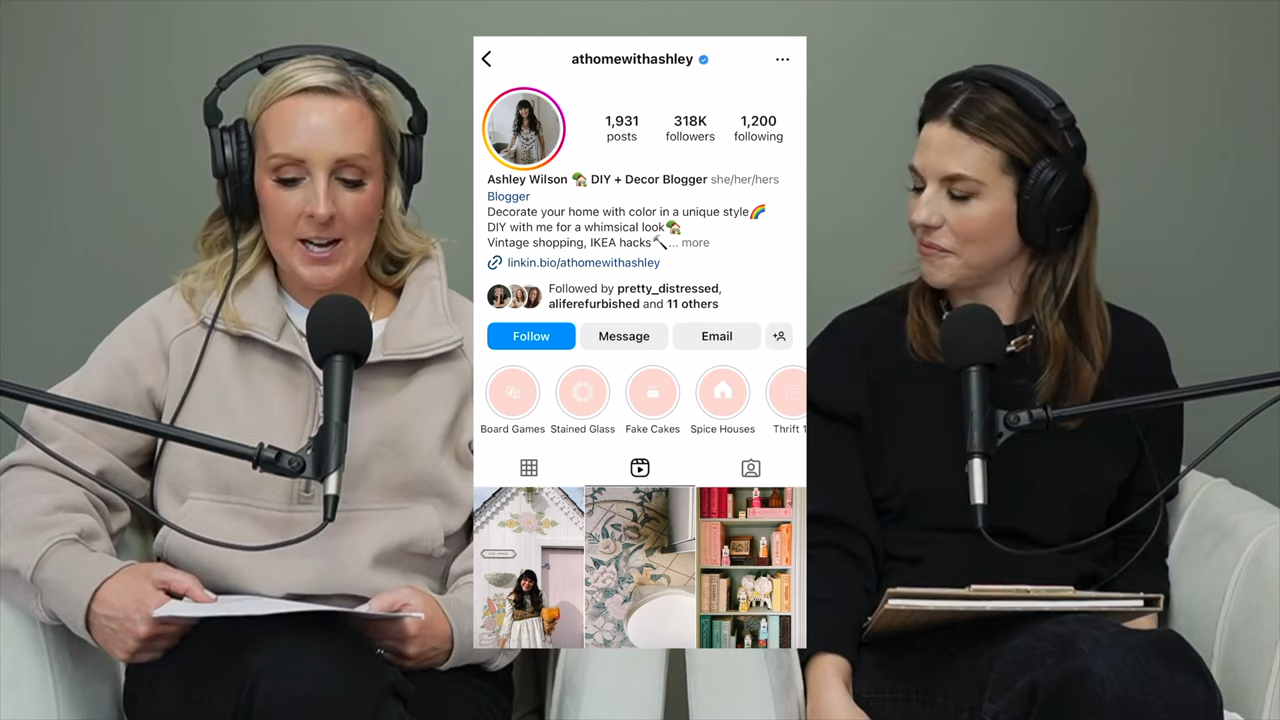 athomewithashley
1,931 318K 1,200
posts followers following
Ashley Wilson 🏡 DIY + Decor Blogger she/her/hers
Blogger
Decorate your home with color in a unique style🌈
DIY with me for a whimsical look🏡
Vintage shopping, IKEA hacks🔨... more
linkin.bio/athomewithashley
Followed by pretty_distressed,
aliferefurbished and 11 others
Follow Message Email
Board Games Stained Glass Fake Cakes Spice Houses Thrift 1